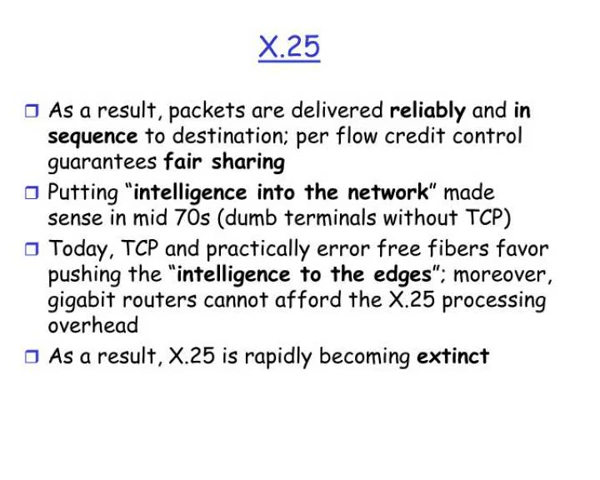 X.25
As a result, packets are delivered reliably and in
sequence to destination; per flow credit control
guarantees fair sharing
Putting “intelligence into the network” made
sense in mid 70s (dumb terminals without TCP)
Today, TCP and practically error free fibers favor
pushing the “intelligence to the edges”; moreover,
gigabit routers cannot afford the X.25 processing
overhead
As a result, X.25 is rapidly becoming extinct